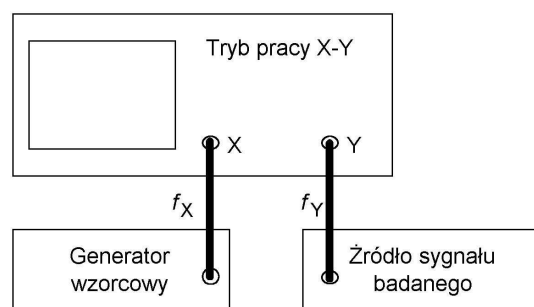 Tryb pracy X-Y
X
Y
fX
fY
Generator
wzorcowy
Źródło sygnału
badanego